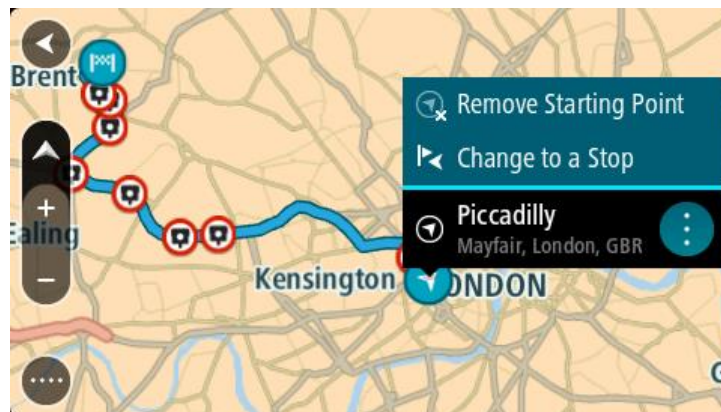 Brent
Remove Starting Point
Change to a Stop
Piccadilly
Mayfair, London, GBR
Ealing
Kensington
ONDON